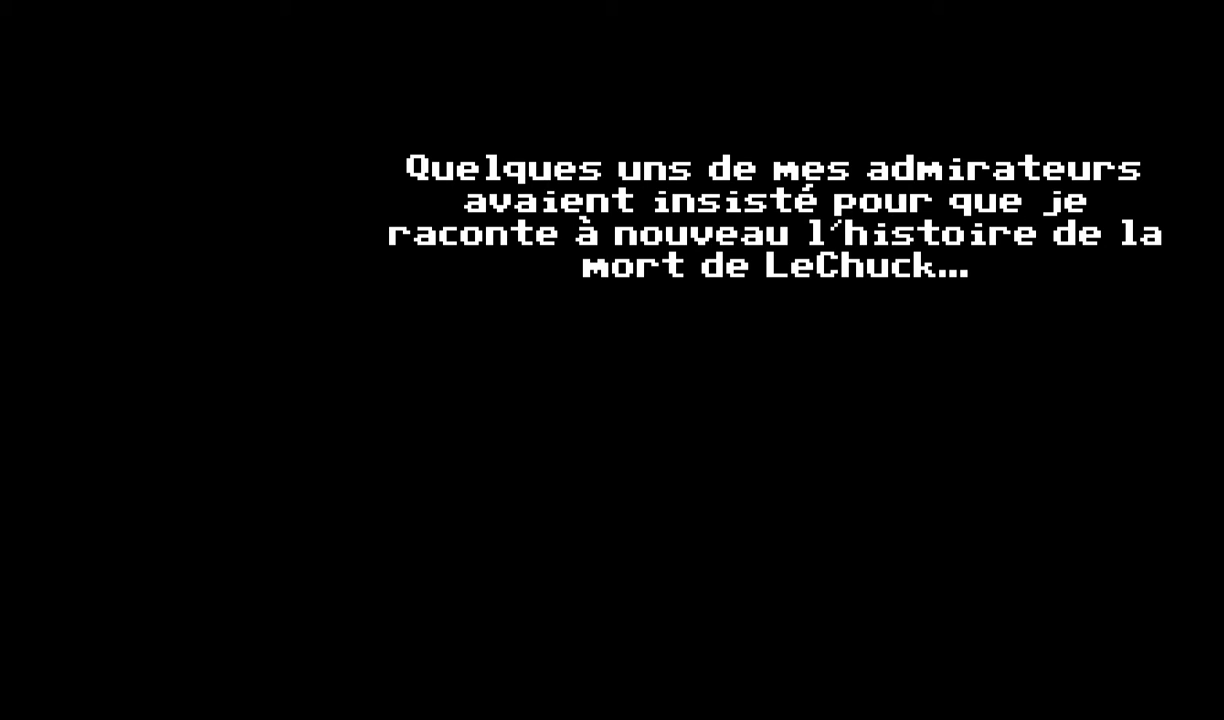 Quelques uns de mes admirateurs
avaient insisté pour que je
raconte à nouveau l'histoire de la
mort de LeChuck...